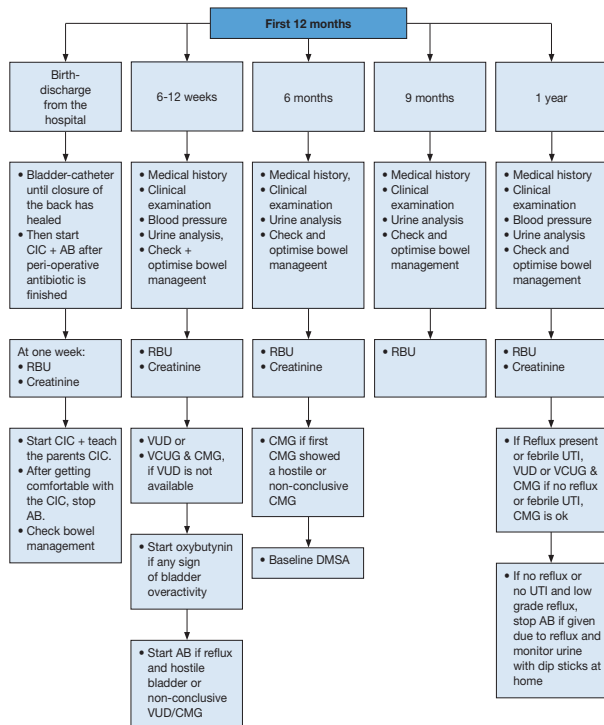 First 12 months
Birth-
discharge
from the
hospital
6-12 weeks
6 months
9 months
1 year
• Bladder-catheter
until closure of
the back has
healed
• Then start
CIC + AB after
peri-operative
antibiotic is
finished
• Medical history
• Clinical
examination
• Blood pressure
• Urine analysis,
• Check +
optimise bowel
manageent
• Medical history,
• Clinical
examination
• Urine analysis
• Check and
optimise bowel
manageent
• Medical history
• Clinical
examination
• Urine analysis
• Check and
optimise bowel
management
• Medical history
• Clinical
examination
• Blood pressure
• Urine analysis
• Check and
optimise bowel
management
At one week:
• RBU
• Creatinine
• RBU
• Creatinine
• RBU
• Creatinine
• RBU
• RBU
• Creatinine
• Start CIC + teach
the parents CIC.
• After getting
comfortable with
the CIC, stop
AB.
• Check bowel
management
• VUD or
• VCUG & CMG,
if VUD is not
available
• CMG if first
CMG showed
a hostile or
non-conclusive
CMG
• If Reflux present
or febrile UTI,
VUD or VCUG &
CMG if no reflux
or febrile UTI,
CMG is ok
• Start oxybutynin
if any sign
of bladder
overactivity
• Baseline DMSA
• If no reflux or
no UTI and low
grade reflux,
stop AB if given
due to reflux and
monitor urine
with dip sticks at
home
• Start AB if reflux
and hostile
bladder or
non-conclusive
VUD/CMG